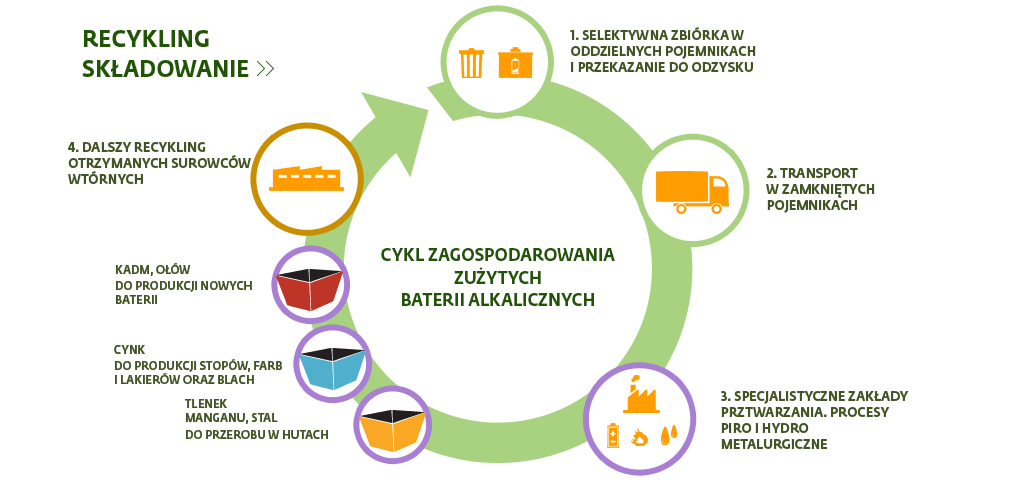 RECYKLING
SKŁADOWANIE
1. SELEKTYWNA ZBIÓRKA W
ODDZIELNYCH POJEMNIKACH
I PRZEKAZANIE DO ODZYSKU
2. TRANSPORT
W ZAMKNIĘTYCH
POJEMNIKACH
3. SPECJALISTYCZNE ZAKŁADY
PRZTWARZANIA. PROCESY
PIRO I HYDRO
METALURGICZNE
4. DALSZY RECYKLING
OTRZYMANYCH SUROWCÓW
WTÓRNYCH
KADM, OŁÓW
DO PRODUKCJI NOWYCH
BATERII
CYNK
DO PRODUKCJI STOPÓW, FARB
I LAKIERÓW ORAZ BLACH
TLENEK
MANGANU, STAL
DO PRZEROBU W HUTACH
CYKL ZAGOSPODAROWANIA
ZUŻYTYCH
BATERII ALKALICZNYCH